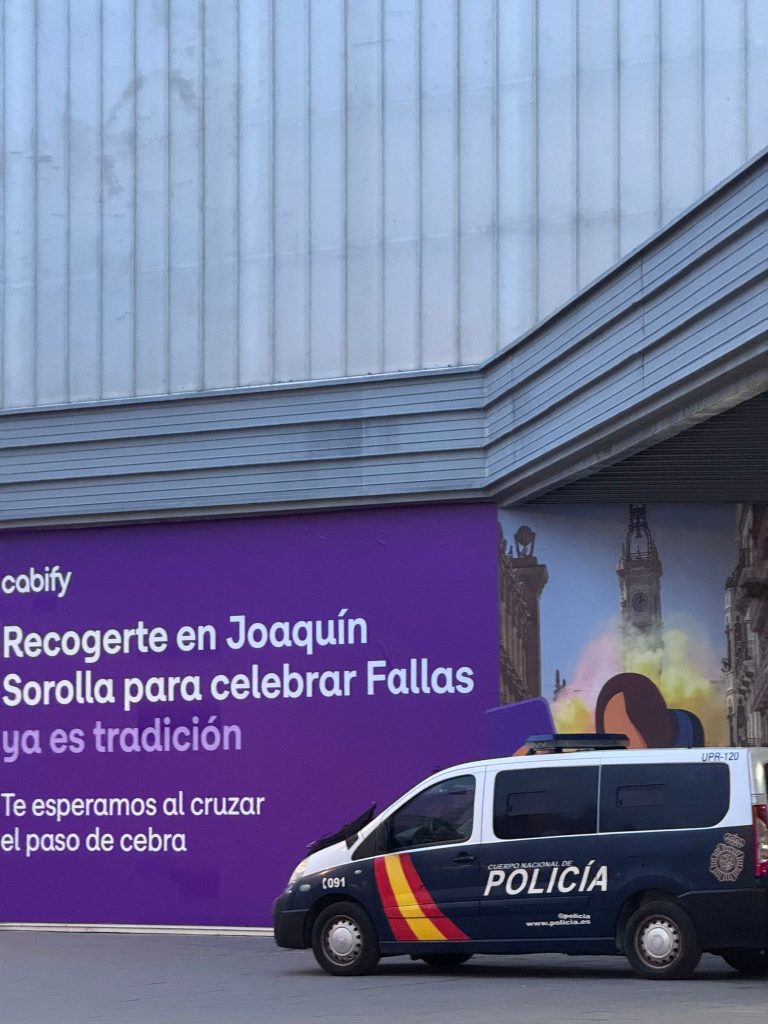 cabify
Recogerte en Joaquín
Sorolla para celebrar Fallas
ya es tradición
Te esperamos al cruzar
el paso de cebra
UPR-120
091
CUERPO NACIONAL DE
POLICÍA
@policia
www.policia.es